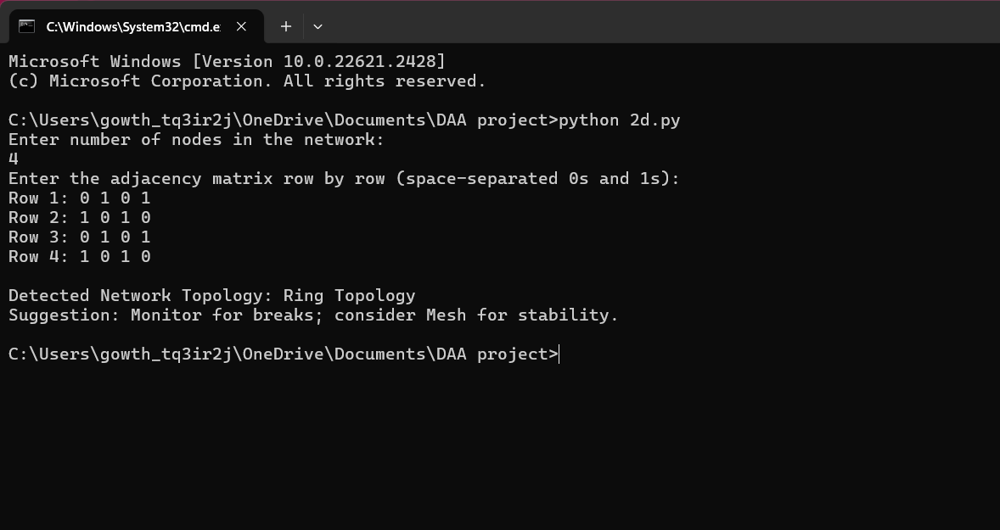 C:\Windows\System32\cmd.e
Microsoft Windows [Version 10.0.22621.2428]
(c) Microsoft Corporation. All rights reserved.
C:\Users\gowth_tq3ir2j\OneDrive\Documents\DAA project>python 2d.py
Enter number of nodes in the network:
4
Enter the adjacency matrix row by row (space-separated 0s and 1s):
Row 1: 0 1 0 1
Row 2: 1 0 1 0
Row 3: 0 1 0 1
Row 4: 1 0 1 0
Detected Network Topology: Ring Topology
Suggestion: Monitor for breaks; consider Mesh for stability.
C:\Users\gowth_tq3ir2j\OneDrive\Documents\DAA project>